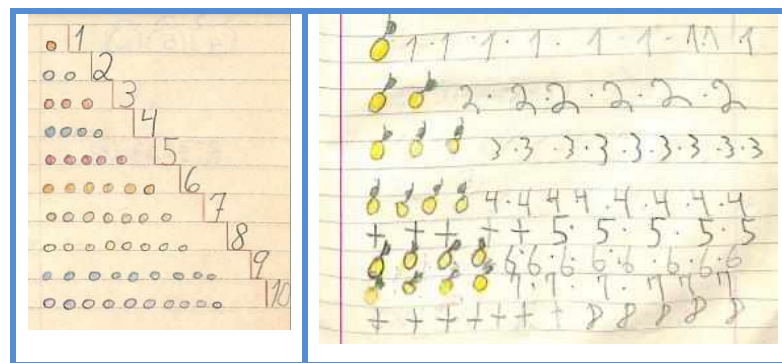 1
2
3
4
5
6
7
8
9
10
1 · 1 · 1 · 1 · 1 · 1 · 1 1 · 1
2 · 2 · 2 · 2 · 2 · 2
3 · 3 · 3 · 3 · 3 · 3 · 3 · 3 · 3
4 · 4 4 · 4 · 4 · 4 · 4
+ + + + + 5 · 5 · 5 · 5 · 5
6 · 6 · 6 · 6 · 6 · 6 · 6 · 6
7 · 7 · 7 · 7 7 7
+ + + + + + + 8 8 8 8 8